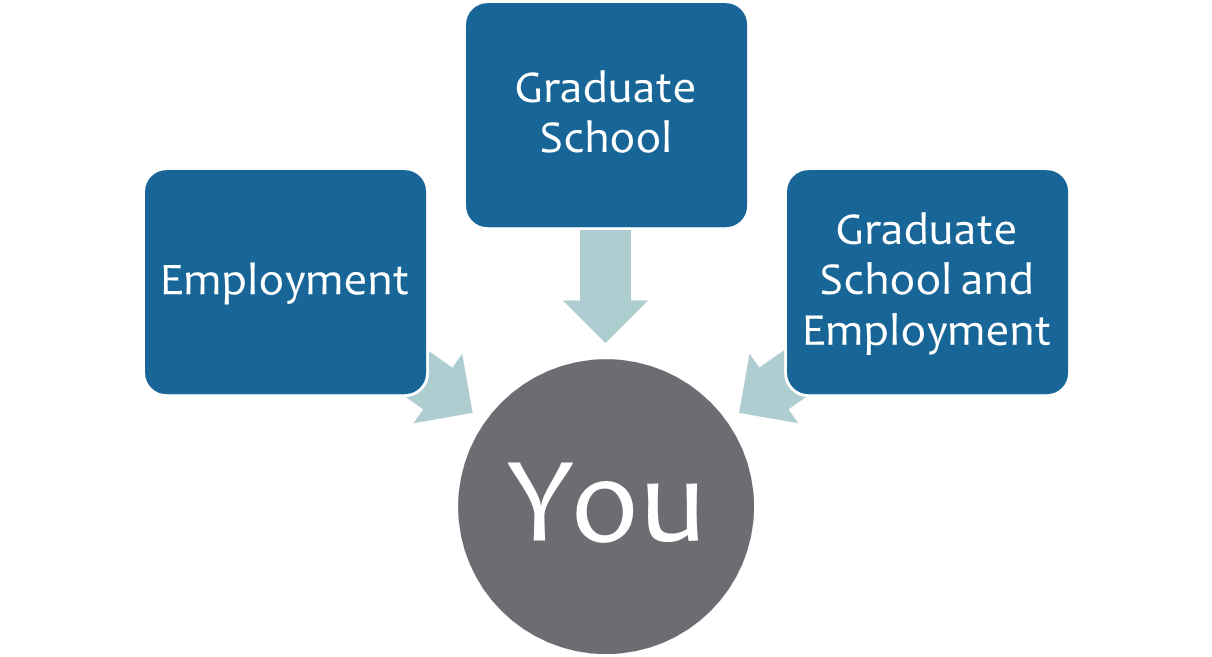 Graduate
School
Employment
Graduate
School and
Employment
You